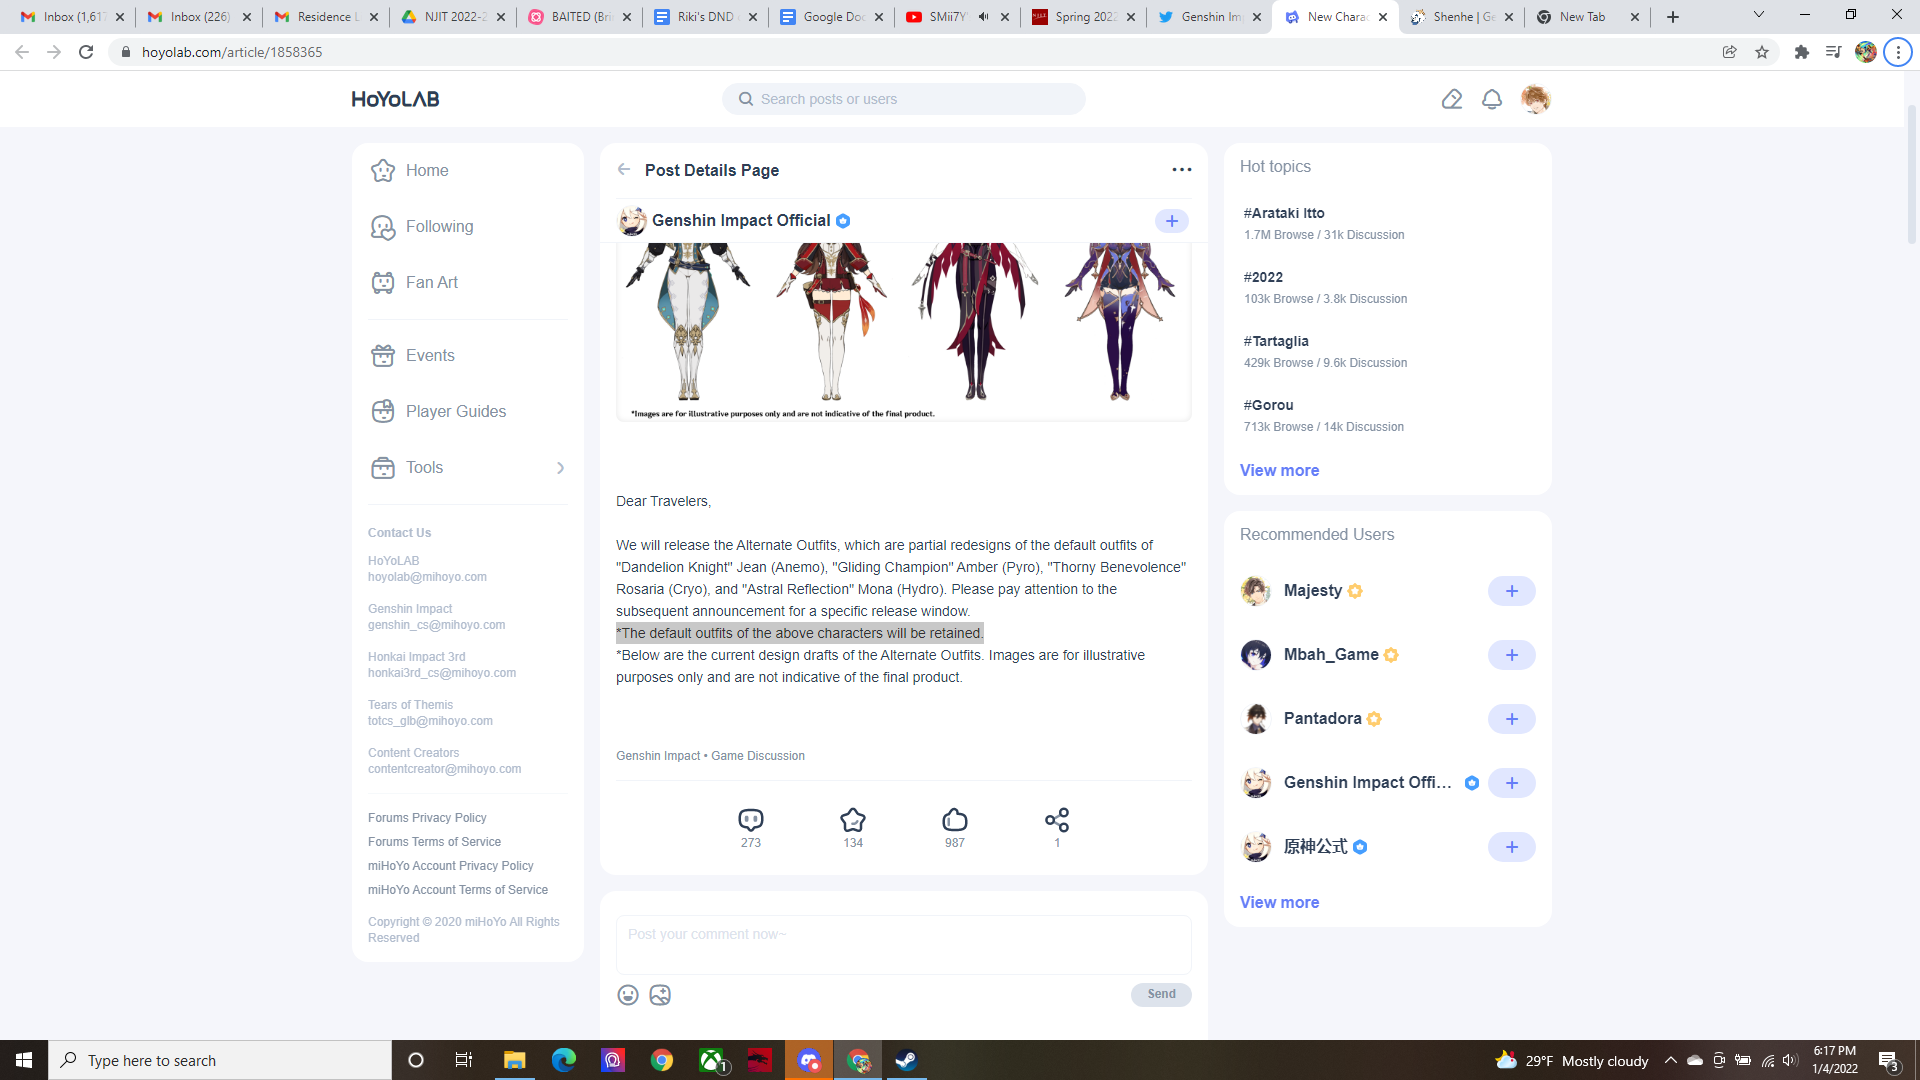 Inbox (1,617
Inbox (226)
Residence L
NJIT 2022-2
BAITED (Bri
Riki's DND
Google Doc
SMii7Y
Spring 2022
Genshin Im
New Charac
Shenhe | Ge
New Tab
hoyolab.com/article/1858365
HoYoLAB
Search posts or users
Home
Following
Fan Art
Events
Player Guides
Tools
Contact Us
HoYoLAB
hoyolab@mihoyo.com
Genshin Impact
genshin_cs@mihoyo.com
Honkai Impact 3rd
honkai3rd_cs@mihoyo.com
Tears of Themis
totcs_glb@mihoyo.com
Content Creators
contentcreator@mihoyo.com
Forums Privacy Policy
Forums Terms of Service
miHoYo Account Privacy Policy
miHoYo Account Terms of Service
Copyright © 2020 miHoYo All Rights
Reserved
Post Details Page
Genshin Impact Official
*Images are for illustrative purposes only and are not indicative of the final product.
Dear Travelers,
We will release the Alternate Outfits, which are partial redesigns of the default outfits of
"Dandelion Knight" Jean (Anemo), "Gliding Champion" Amber (Pyro), "Thorny Benevolence"
Rosaria (Cryo), and "Astral Reflection" Mona (Hydro). Please pay attention to the
subsequent announcement for a specific release window.
*The default outfits of the above characters will be retained.
*Below are the current design drafts of the Alternate Outfits. Images are for illustrative
purposes only and are not indicative of the final product.
Genshin Impact • Game Discussion
273
134
987
1
Post your comment now~
Send
Hot topics
#Arataki Itto
1.7M Browse / 31k Discussion
#2022
103k Browse / 3.8k Discussion
#Tartaglia
429k Browse / 9.6k Discussion
#Gorou
713k Browse / 14k Discussion
View more
Recommended Users
Majesty
Mbah_Game
Pantadora
Genshin Impact Offi...
原神公式
View more
Type here to search
1
29°F Mostly cloudy
6:17 PM
1/4/2022
3